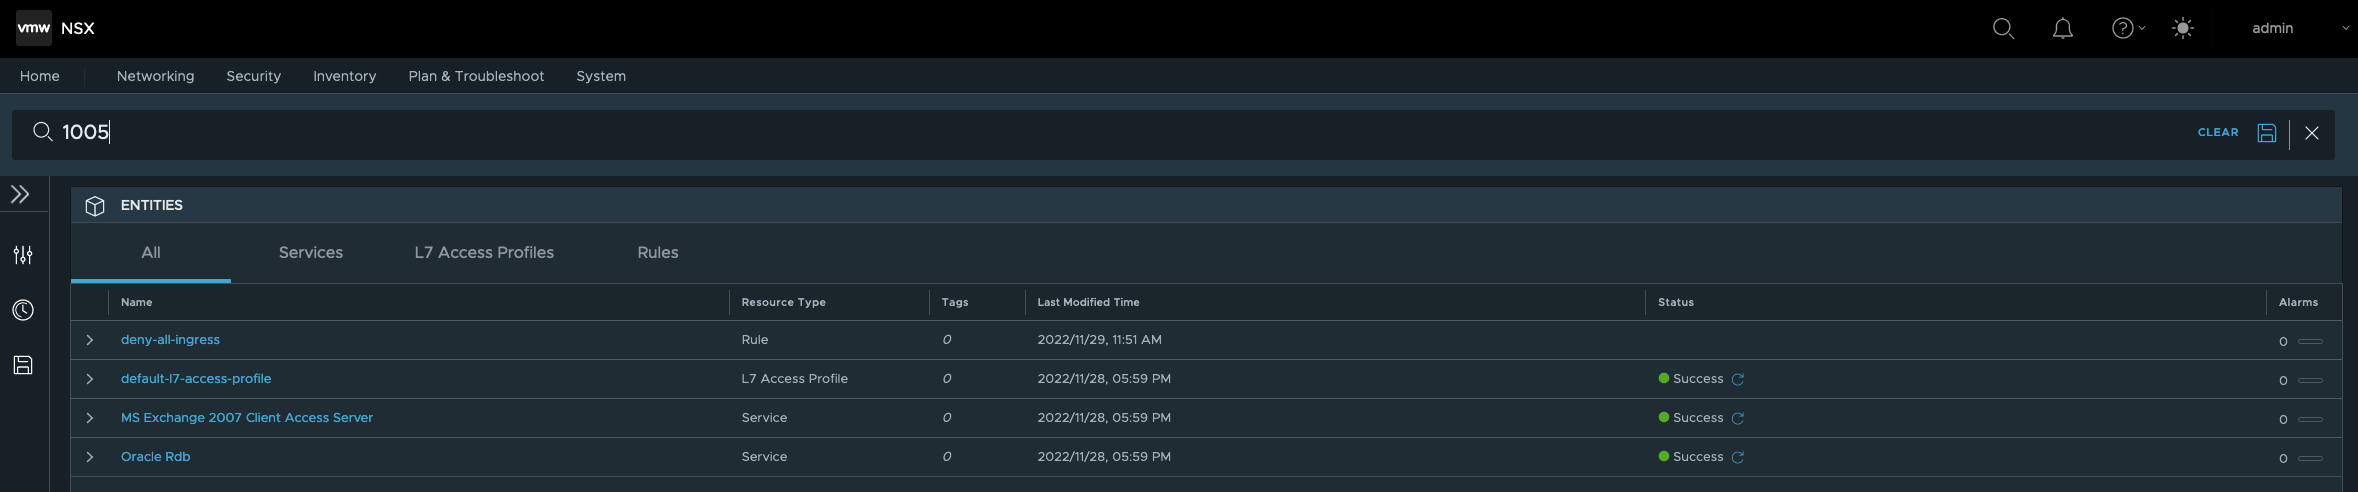 vmw NSX admin
Home Networking Security Inventory Plan & Troubleshoot System
1005 CLEAR
ENTITIES
All Services L7 Access Profiles Rules
Name Resource Type Tags Last Modified Time Status Alarms
deny-all-ingress Rule 0 2022/11/29, 11:51 AM 0
default-l7-access-profile L7 Access Profile 0 2022/11/28, 05:59 PM Success 0
MS Exchange 2007 Client Access Server Service 0 2022/11/28, 05:59 PM Success 0
Oracle Rdb Service 0 2022/11/28, 05:59 PM Success 0